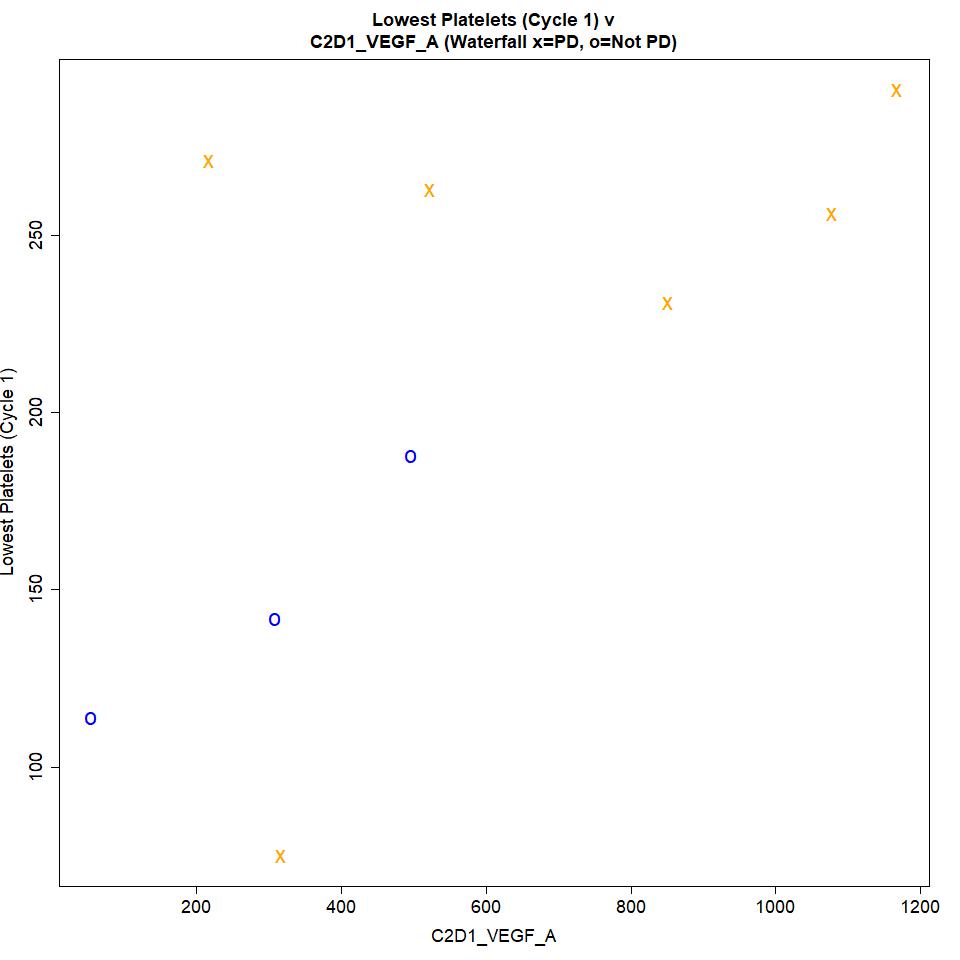 Lowest Platelets (Cycle 1) v
C2D1_VEGF_A (Waterfall x=PD, o=Not PD)
X
X
X
X
250
X
Lowest Platelets (Cycle 1)
200
O
150
O
O
100
X
200 400 600 800 1000 1200
C2D1_VEGF_A